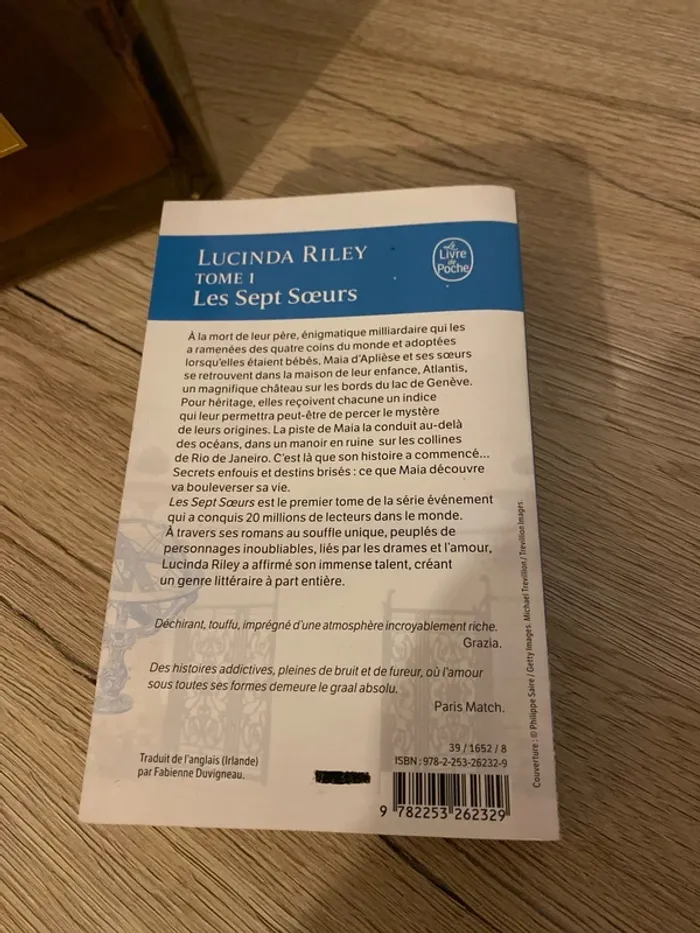 LUCINDA RILEY
TOME 1
Les Sept Sœurs
Le
Livre
de
Poche
À la mort de leur père, énigmatique milliardaire qui les
a ramenées des quatre coins du monde et adoptées
lorsqu'elles étaient bébés, Maia d'Aplièse et ses sœurs
se retrouvent dans la maison de leur enfance, Atlantis,
un magnifique château sur les bords du lac de Genève.
Pour héritage, elles reçoivent chacune un indice
qui leur permettra peut-être de percer le mystère
de leurs origines. La piste de Maia la conduit au-delà
des océans, dans un manoir en ruine sur les collines
de Rio de Janeiro. C'est là que son histoire a commencé...
Secrets enfouis et destins brisés : ce que Maia découvre
va bouleverser sa vie.
Les Sept Sœurs est le premier tome de la série événement
qui a conquis 20 millions de lecteurs dans le monde.
À travers ses romans au souffle unique, peuplés de
personnages inoubliables, liés par les drames et l'amour,
Lucinda Riley a affirmé son immense talent, créant
un genre littéraire à part entière.
Déchirant, touffu, imprégné d'une atmosphère incroyablement riche.
Grazia.
Des histoires addictives, pleines de bruit et de fureur, où l'amour
sous toutes ses formes demeure le graal absolu.
Paris Match.
Traduit de l'anglais (Irlande)
par Fabienne Duvigneau.
39 / 1652 / 8
ISBN : 978-2-253-26232-9
9 782253 262329
Couverture : © Philippe Saire / Getty Images. Michael Trevillion / Trevillion Images.